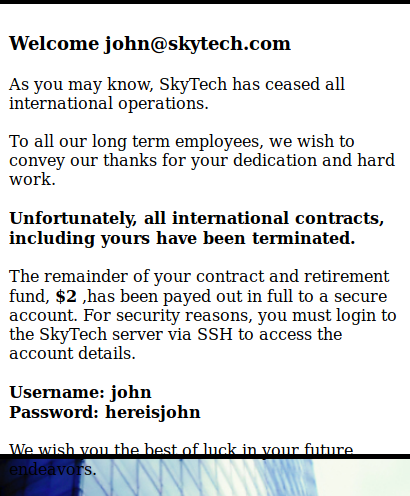 Welcome john@skytech.com
As you may know, SkyTech has ceased all
international operations.
To all our long term employees, we wish to
convey our thanks for your dedication and hard
work.
Unfortunately, all international contracts,
including yours have been terminated.
The remainder of your contract and retirement
fund, $2 ,has been payed out in full to a secure
account. For security reasons, you must login to
the SkyTech server via SSH to access the
account details.
Username: john
Password: hereisjohn
We wish you the best of luck in your future
endeavors.